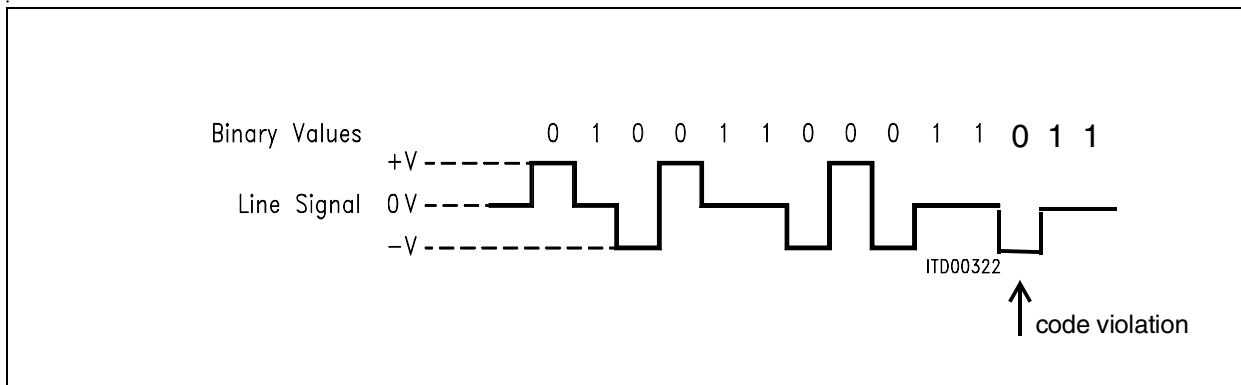 Binary Values 0 1 0 0 1 1 0 0 0 1 1 0 1 1
+V
Line Signal 0V
-V
ITD00322
code violation